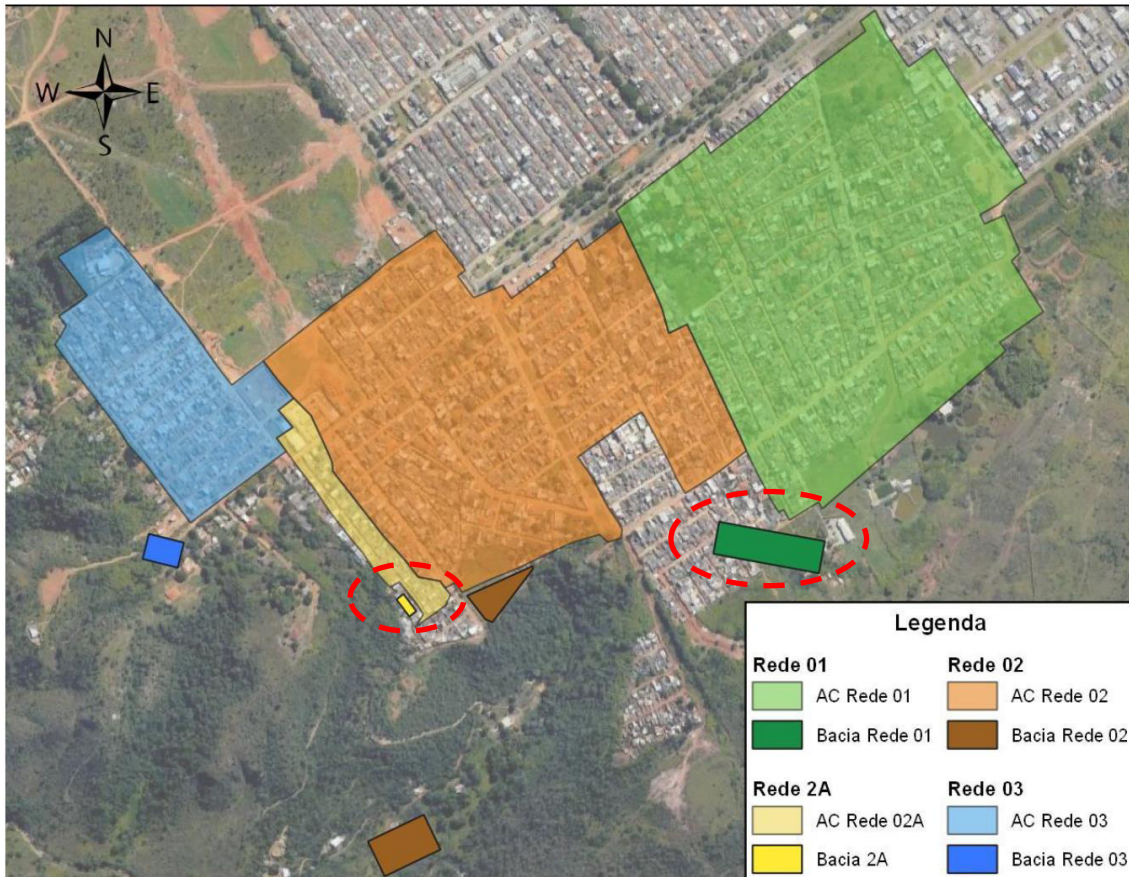 N
W E
S
Legenda
Rede 01 Rede 02
AC Rede 01 AC Rede 02
Bacia Rede 01 Bacia Rede 02
Rede 2A Rede 03
AC Rede 02A AC Rede 03
Bacia 2A Bacia Rede 03